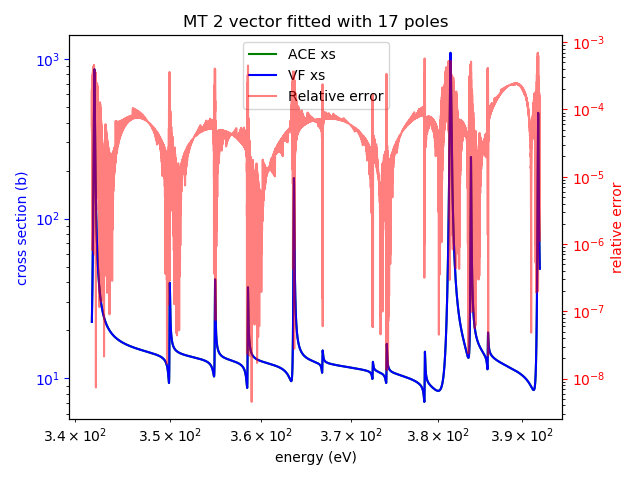 MT 2 vector fitted with 17 poles
ACE xs
VF xs
Relative error
cross section (b)
10³
10²
10¹
relative error
10⁻³
10⁻⁴
10⁻⁵
10⁻⁶
10⁻⁷
10⁻⁸
3.4 × 10² 3.5 × 10² 3.6 × 10² 3.7 × 10² 3.8 × 10² 3.9 × 10²
energy (eV)